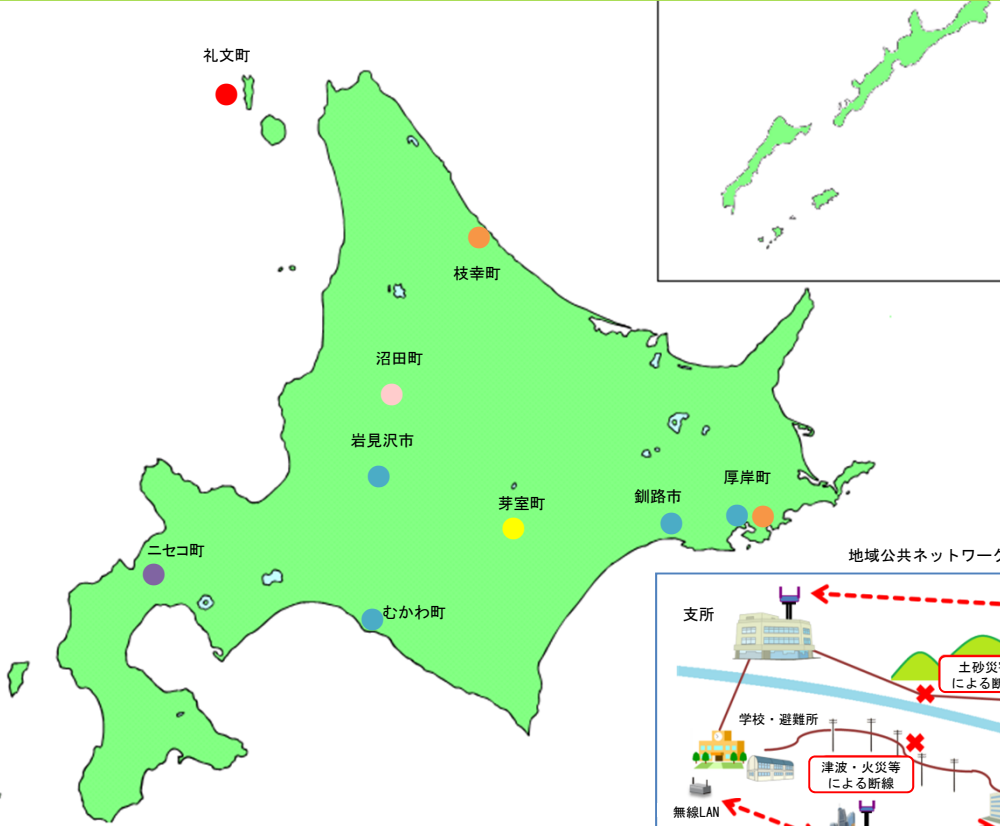 礼文町
枝幸町
沼田町
岩見沢市
芽室町
釧路市
厚岸町
ニセコ町
むかわ町
地域公共ネットワーク
支所
土砂災害
による断
学校・避難所
津波・火災等
による断線
無線LAN